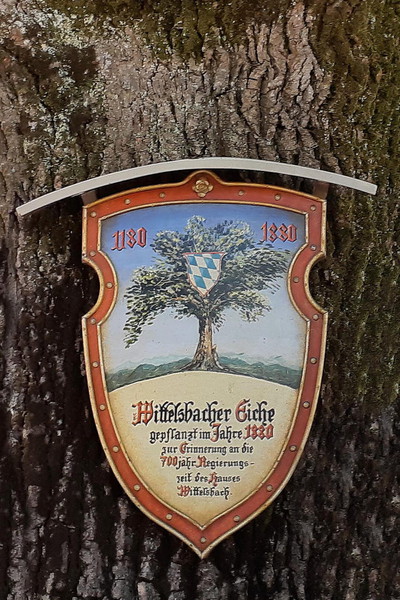 1180 1880
Wittelsbacher Eiche
gepflanzt im Jahre 1880
zur Erinnerung an die
700jähr. Regierungs-
zeit des Hauses
Wittelsbach.